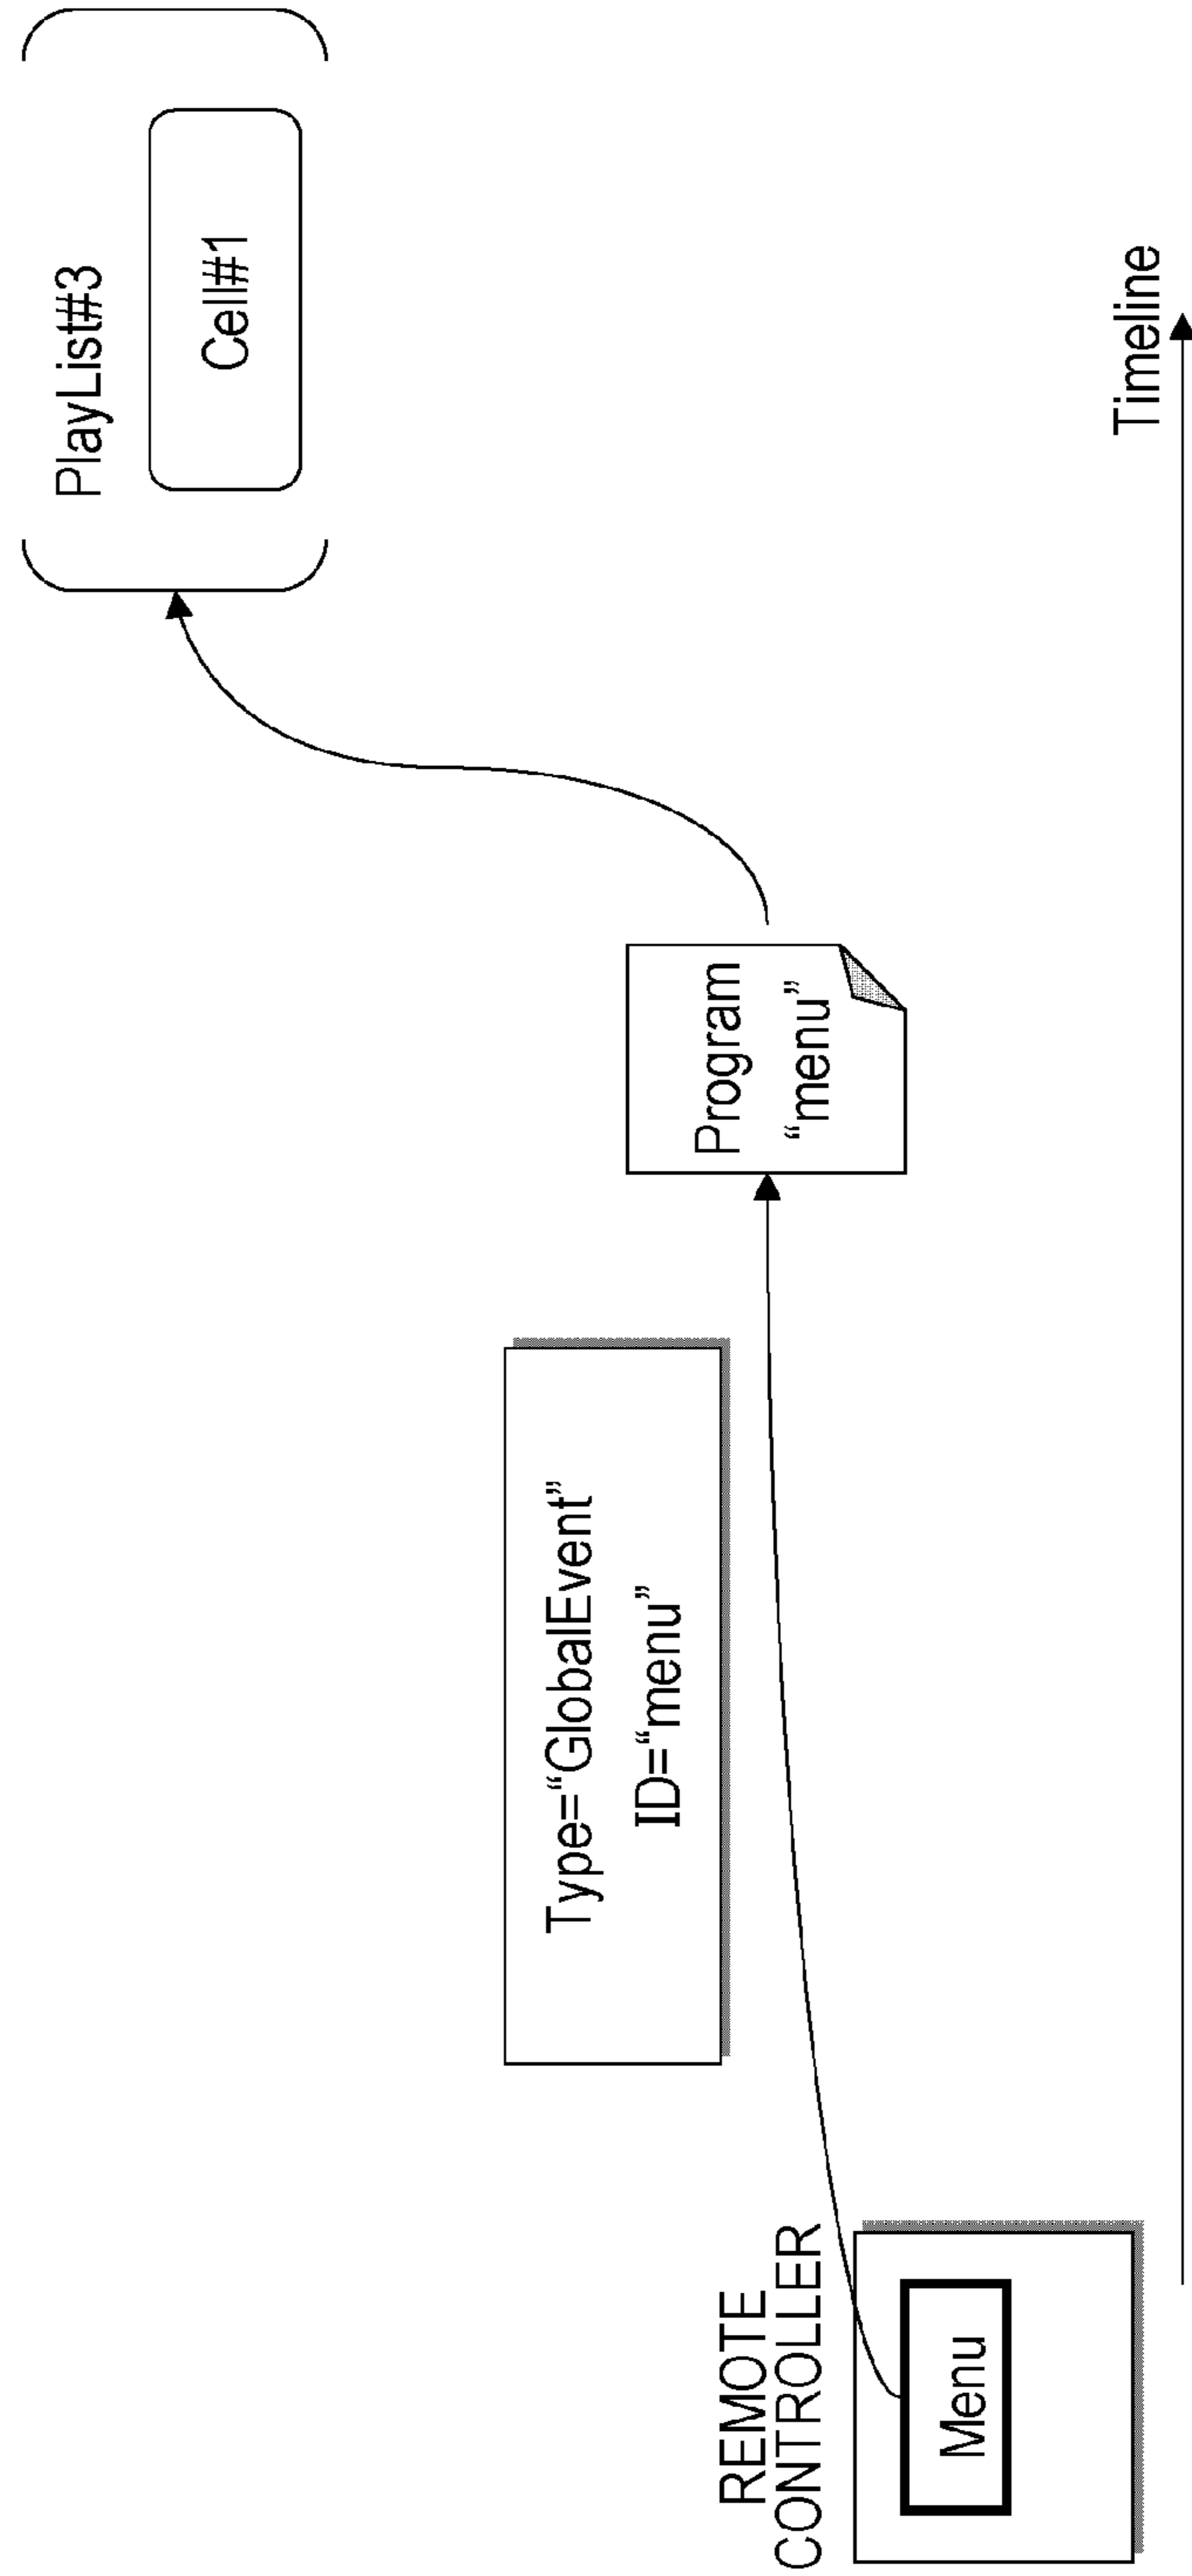 PlayList#3
Cell#1
Type=“GlobalEvent”
ID=“menu”
Program
“menu”
REMOTE
CONTROLLER
Menu
Timeline